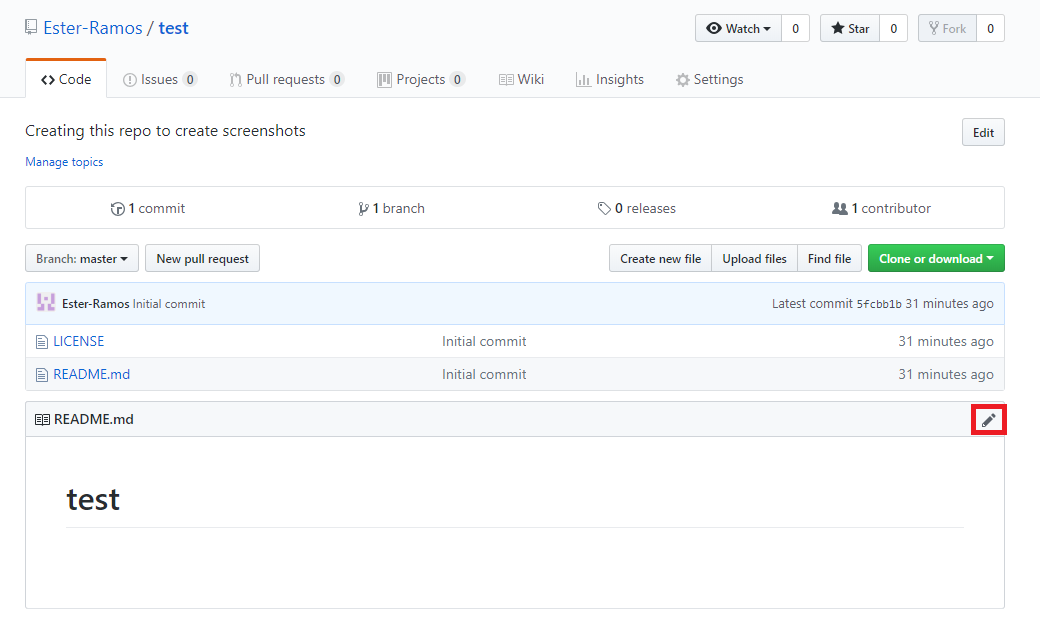 Ester-Ramos / test
Watch 0 Star 0 Fork 0
Code Issues 0 Pull requests 0 Projects 0 Wiki Insights Settings
Creating this repo to create screenshots
Edit
Manage topics
1 commit 1 branch 0 releases 1 contributor
Branch: master New pull request Create new file Upload files Find file Clone or download
Ester-Ramos Initial commit Latest commit 5fcbb1b 31 minutes ago
LICENSE Initial commit 31 minutes ago
README.md Initial commit 31 minutes ago
README.md
test